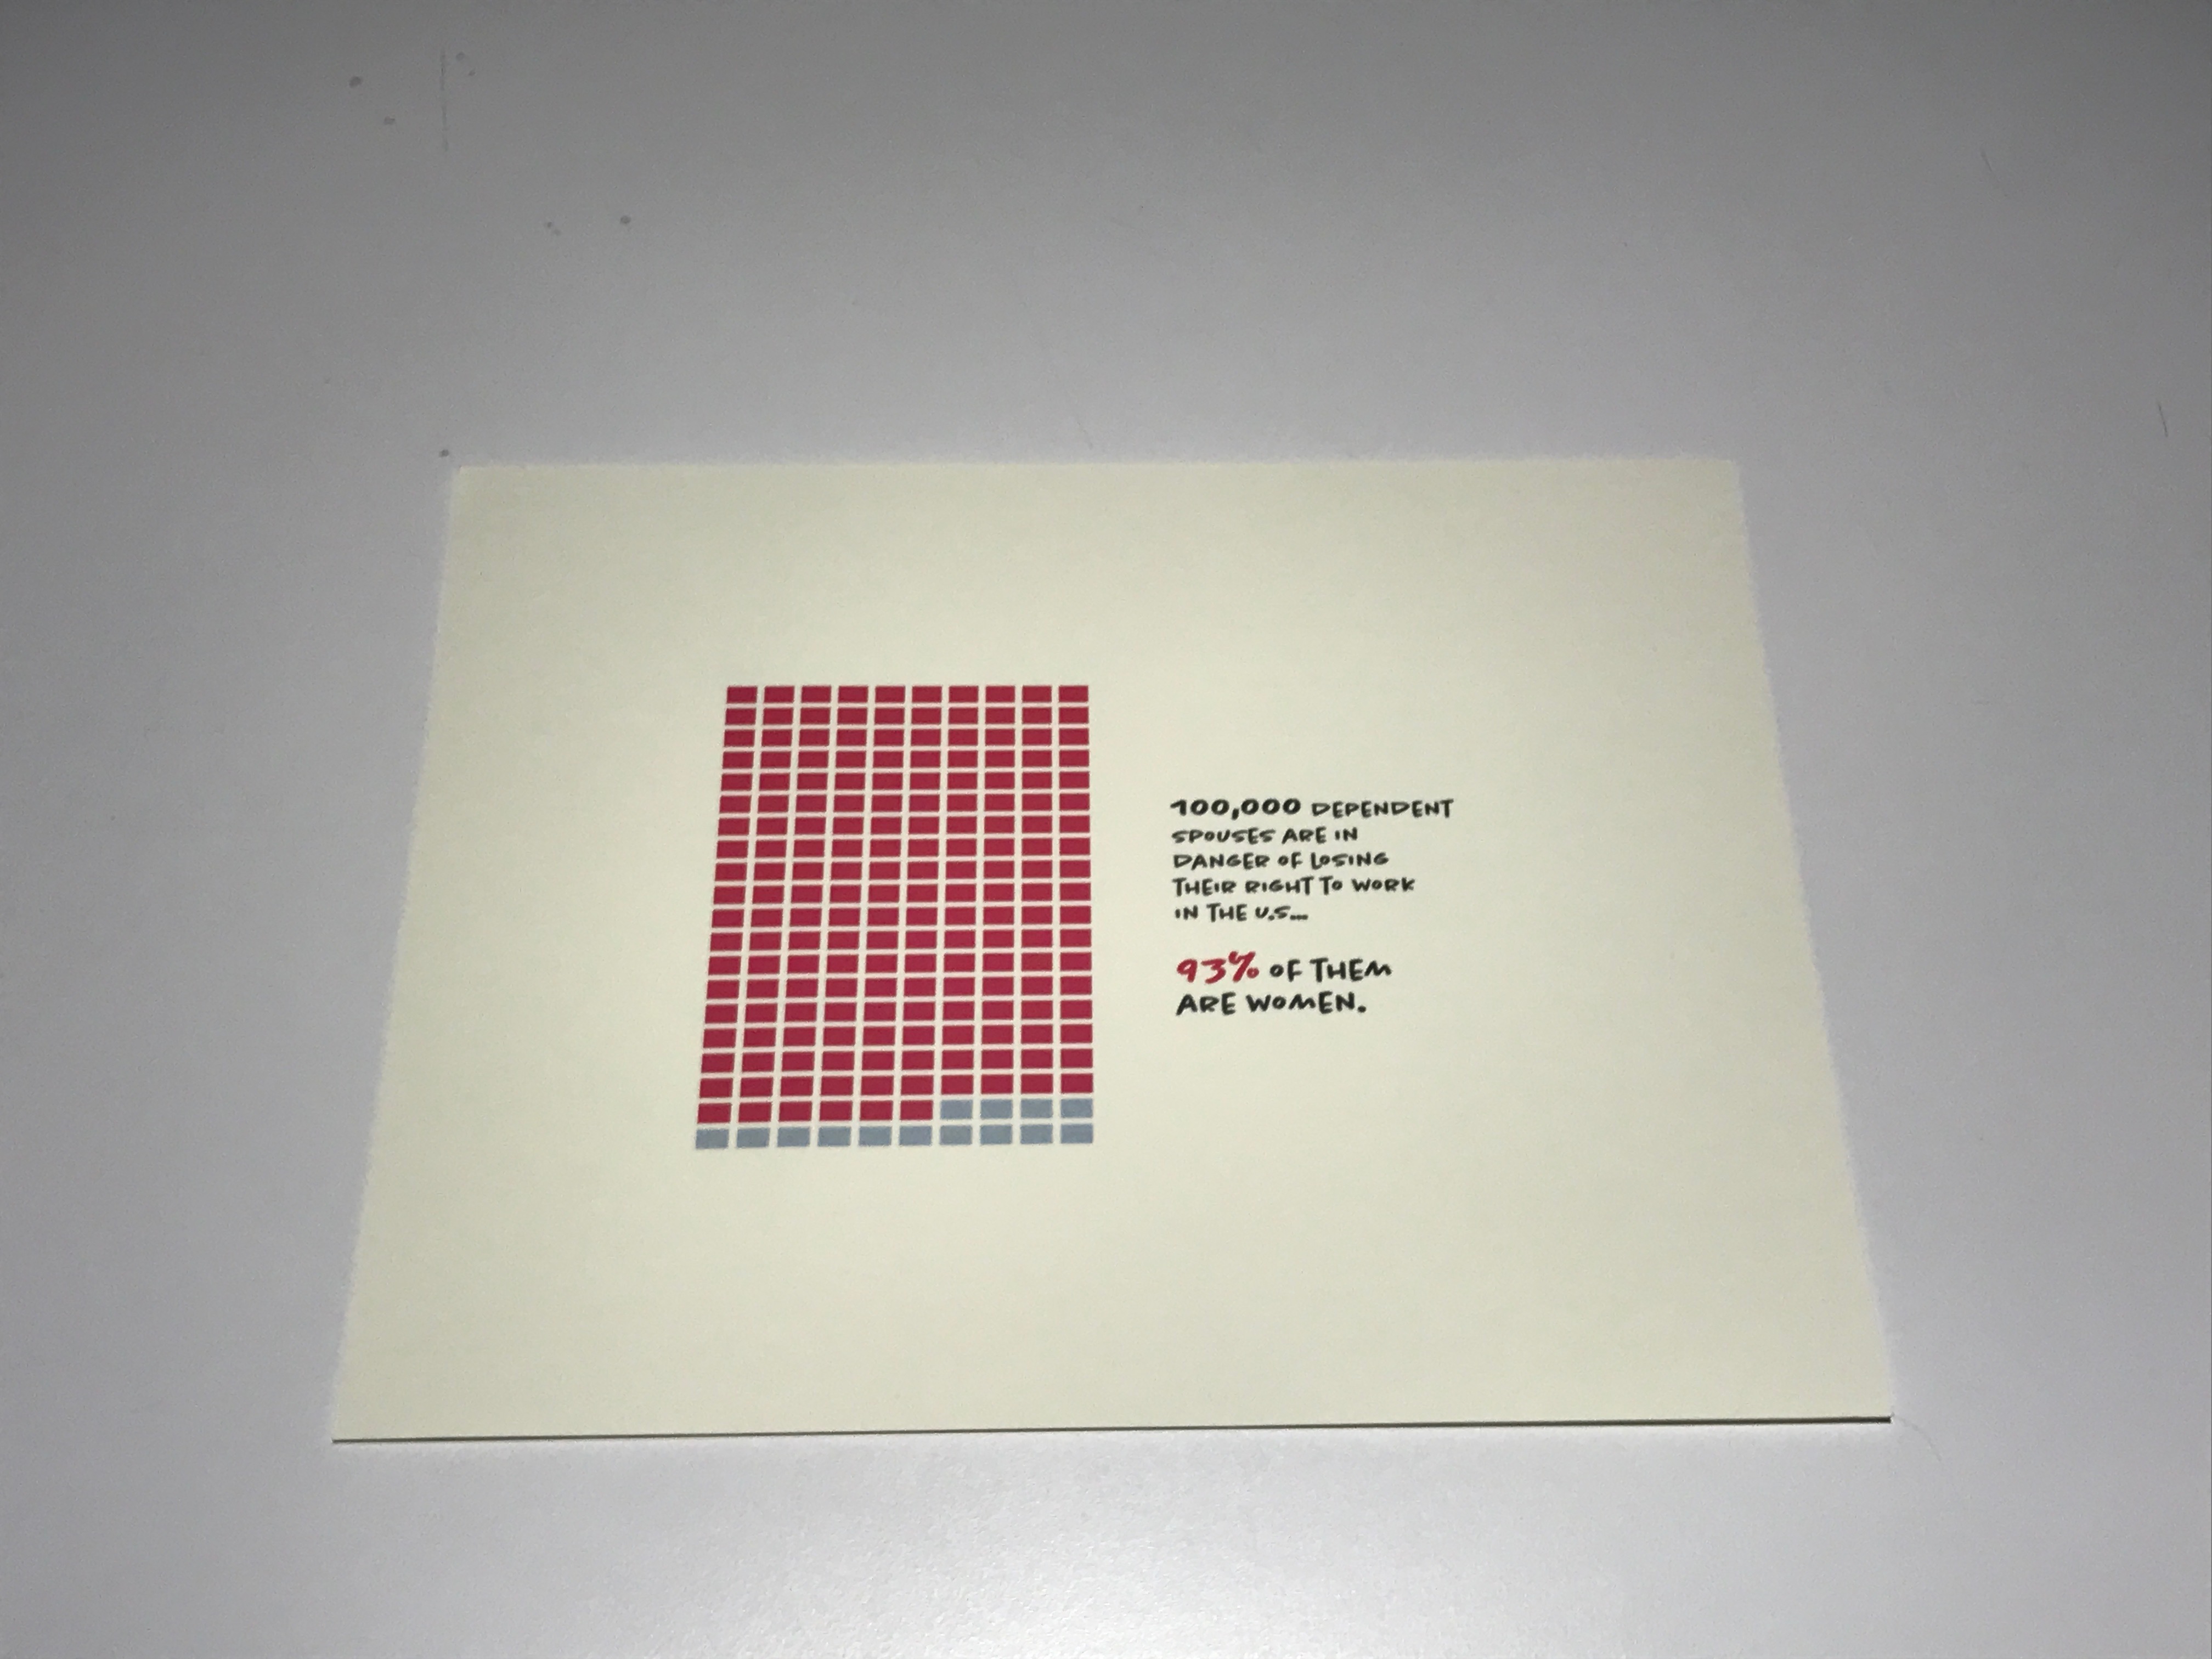 100,000 DEPENDENT
SPOUSES ARE IN
DANGER OF LOSING
THEIR RIGHT TO WORK
IN THE U.S...
93% OF THEM
ARE WOMEN.